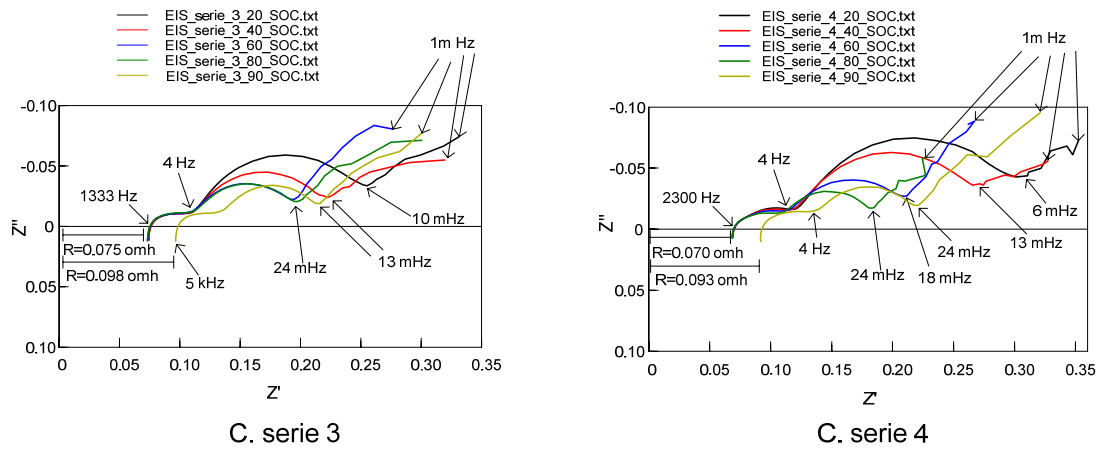 EIS_serie_3_20_SOC.txt
EIS_serie_3_40_SOC.txt
EIS_serie_3_60_SOC.txt
EIS_serie_3_80_SOC.txt
EIS_serie_3_90_SOC.txt
1m Hz
-0.10
-0.05
0
0.05
0.10
Z''
4 Hz
1333 Hz
10 mHz
13 mHz
24 mHz
5 kHz
R=0.075 omh
R=0.098 omh
0 0.05 0.10 0.15 0.20 0.25 0.30 0.35
Z'
C. serie 3
EIS_serie_4_20_SOC.txt
EIS_serie_4_40_SOC.txt
EIS_serie_4_60_SOC.txt
EIS_serie_4_80_SOC.txt
EIS_serie_4_90_SOC.txt
1m Hz
-0.10
-0.05
0
0.05
0.10
Z''
4 Hz
2300 Hz
6 mHz
13 mHz
24 mHz
18 mHz
24 mHz
4 Hz
R=0.070 omh
R=0.093 omh
0 0.05 0.10 0.15 0.20 0.25 0.30 0.35
Z'
C. serie 4